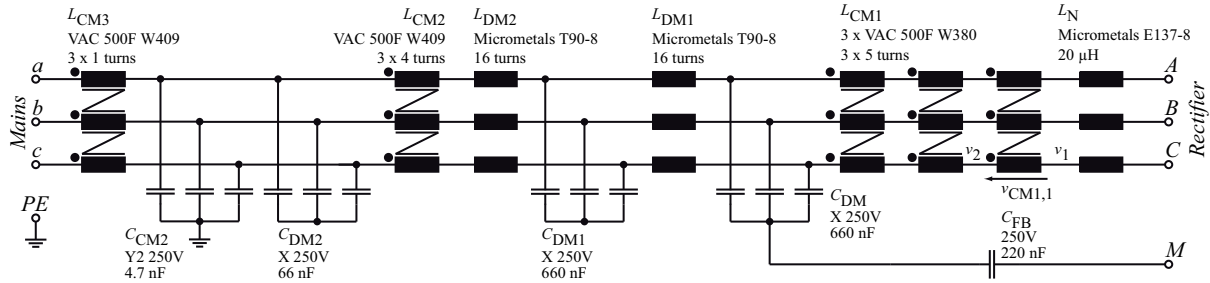 L_CM3
VAC 500F W409
3 x 1 turns
L_CM2
VAC 500F W409
3 x 4 turns
L_DM2
Micrometals T90-8
16 turns
L_DM1
Micrometals T90-8
16 turns
L_CM1
3 x VAC 500F W380
3 x 5 turns
L_N
Micrometals E137-8
20 µH
Mains
a
b
c
PE
A
B
C
Rectifier
v_2
v_1
v_CM1,1
C_CM2
Y2 250V
4.7 nF
C_DM2
X 250V
66 nF
C_DM1
X 250V
660 nF
C_DM
X 250V
660 nF
C_FB
250V
220 nF
M